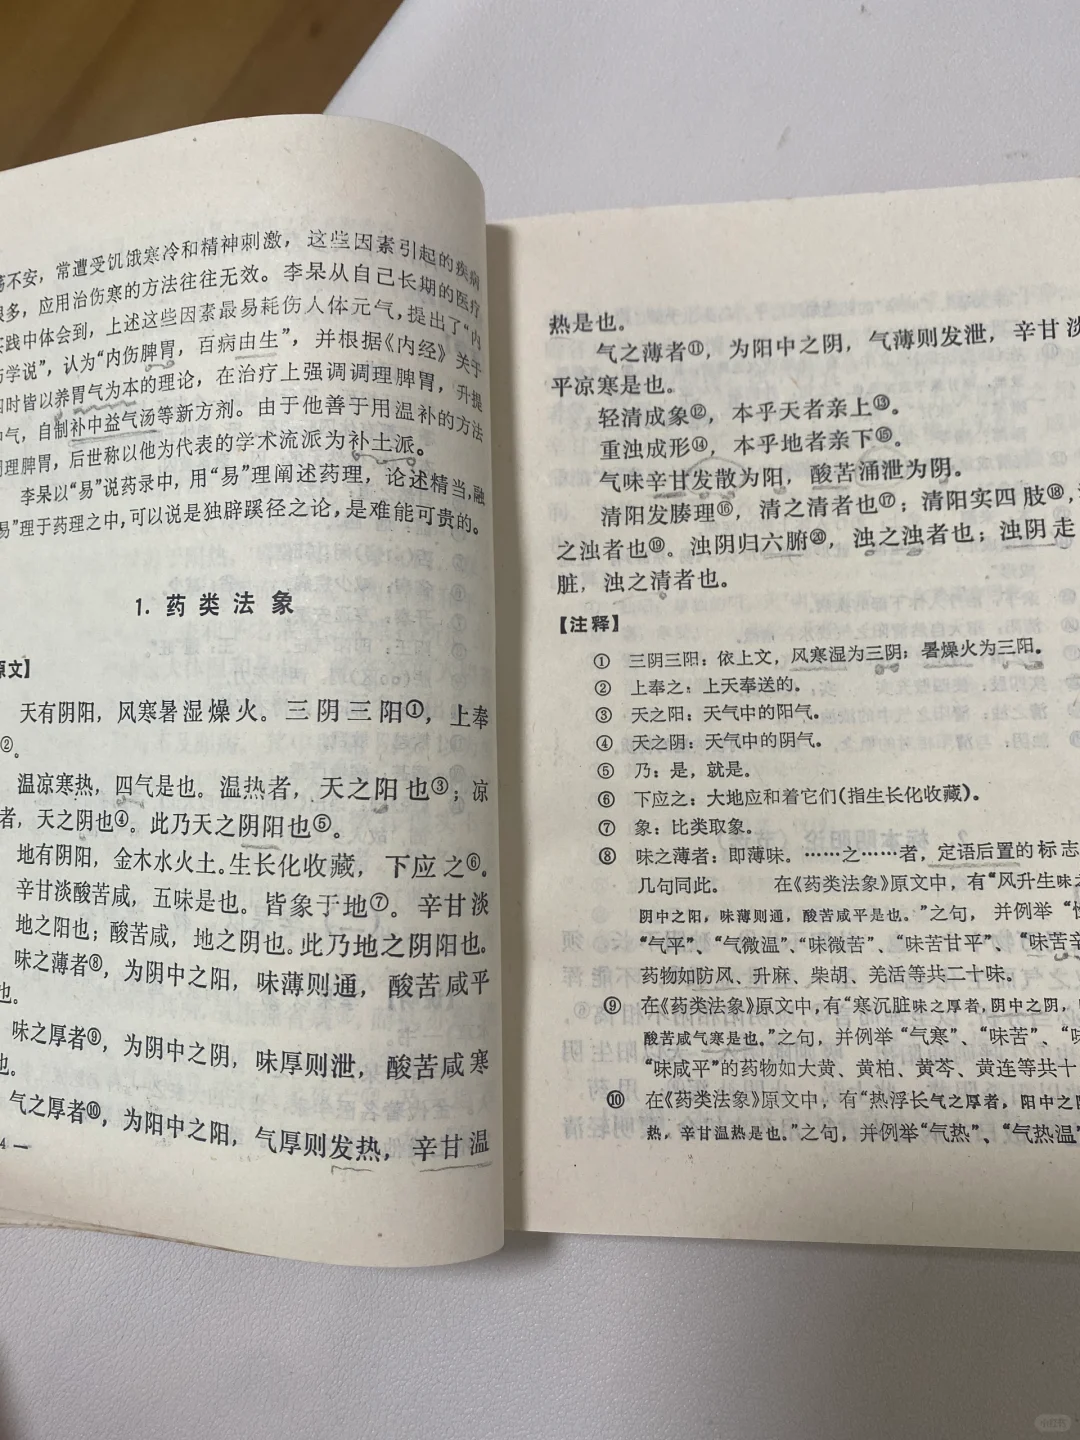 荡不安，常遭受饥饿寒冷和精神刺激，这些因素引起的疾病
很多，应用治伤寒的方法往往无效。李杲从自己长期的医疗
实践中体会到，上述这些因素最易耗伤人体元气，提出了“内
伤学说”，认为“内伤脾胃，百病由生”，并根据《内经》关于
四时皆以养胃气为本的理论，在治疗上强调调理脾胃，升提
中气，自制补中益气汤等新方剂。由于他善于用温补的方法
调理脾胃，后世称以他为代表的学术流派为补土派。
李杲以“易”说药录中，用“易”理阐述药理，论述精当，融
“易”理于药理之中，可以说是独辟蹊径之论，是难能可贵的。
1. 药类法象
原文】
天有阴阳，风寒暑湿燥火。三阴三阳①，上奉
②。
温凉寒热，四气是也。温热者，天之阳也③；凉
者，天之阴也④。此乃天之阴阳也⑤。
地有阴阳，金木水火土。生长化收藏，下应之⑥。
辛甘淡酸苦咸，五味是也。皆象于地⑦。辛甘淡
地之阳也；酸苦咸，地之阴也。此乃地之阴阳也。
味之薄者⑧，为阴中之阳，味薄则通，酸苦咸平
也。
味之厚者⑨，为阴中之阴，味厚则泄，酸苦咸寒
也。
气之厚者⑩，为阳中之阳，气厚则发热，辛甘温
4 —
热是也。
气之薄者⑪，为阳中之阴，气薄则发泄，辛甘淡
平凉寒是也。
轻清成象⑫，本乎天者亲上⑬。
重浊成形⑭，本乎地者亲下⑮。
气味辛甘发散为阳，酸苦涌泄为阴。
清阳发腠理⑯，清之清者也⑰；清阳实四肢⑱，
之浊者也⑲。浊阴归六腑⑳，浊之浊者也；浊阴走
脏，浊之清者也。
【注释】
① 三阴三阳：依上文，风寒湿为三阴；暑燥火为三阳。
② 上奉之：上天奉送的。
③ 天之阳：天气中的阳气。
④ 天之阴：天气中的阴气。
⑤ 乃：是，就是。
⑥ 下应之：大地应和着它们(指生长化收藏)。
⑦ 象：比类取象。
⑧ 味之薄者：即薄味。……之……者，定语后置的标志
几句同此。 在《药类法象》原文中，有“风升生味之
阴中之阳，味薄则通，酸苦咸平是也。”之句，并例举“
“气平”、“气微温”、“味微苦”、“味苦甘平”、“味苦辛
药物如防风、升麻、柴胡、羌活等共二十味。
⑨ 在《药类法象》原文中，有“寒沉脏味之厚者，阴中之阴，
酸苦咸气寒是也。”之句，并例举“气寒”、“味苦”、“味
“味咸平”的药物如大黄、黄柏、黄芩、黄连等共十
⑩ 在《药类法象》原文中，有“热浮长气之厚者，阳中之
热，辛甘温热是也。”之句，并例举“气热”、“气热温”
小红书